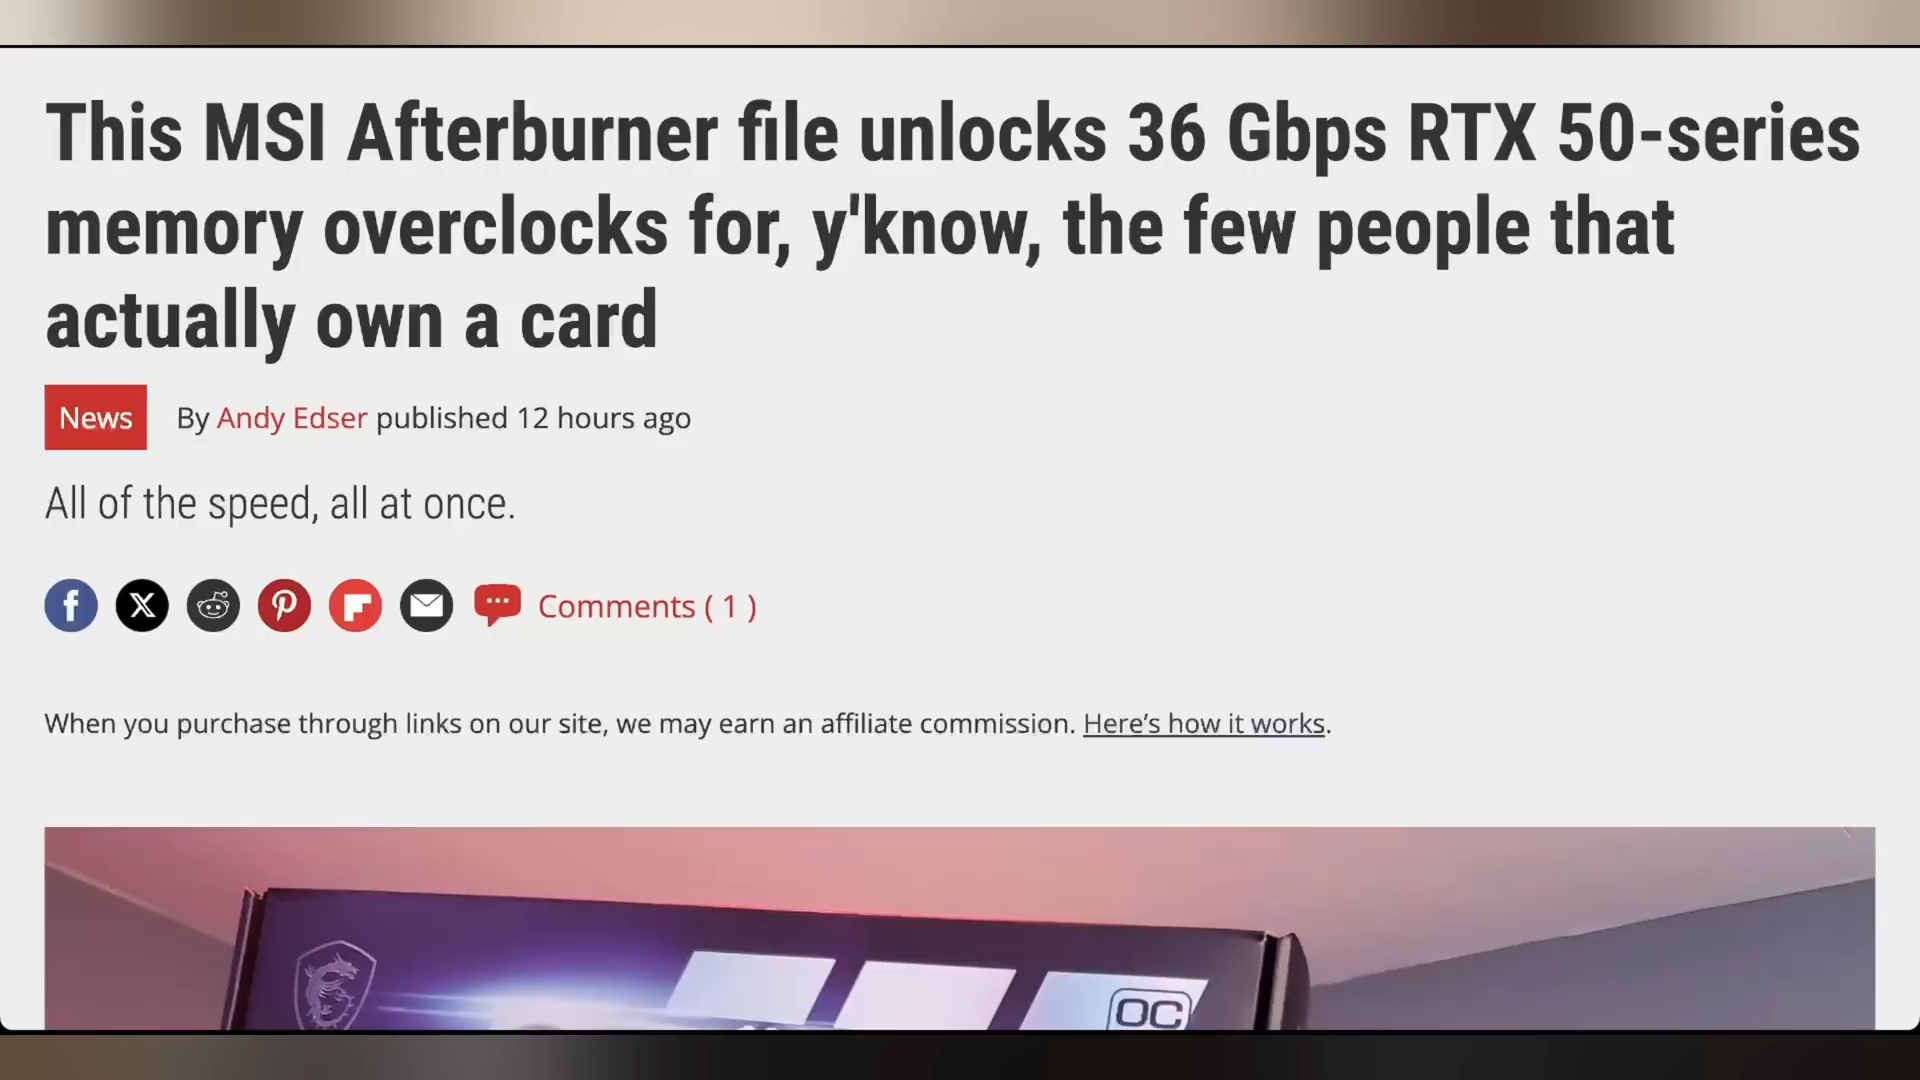 This MSI Afterburner file unlocks 36 Gbps RTX 50-series
memory overclocks for, y'know, the few people that
actually own a card
News By Andy Edser published 12 hours ago
All of the speed, all at once.
Comments ( 1 )
When you purchase through links on our site, we may earn an affiliate commission. Here’s how it works.
OC